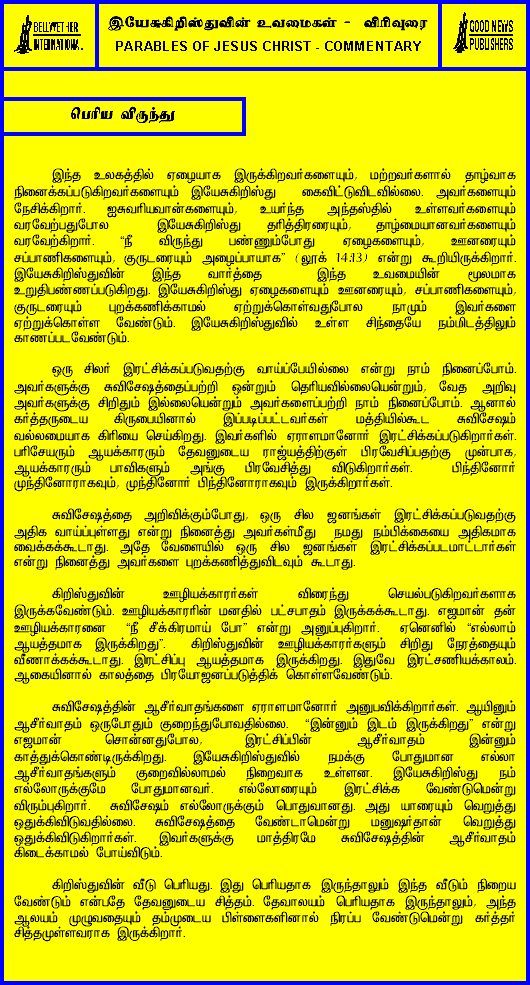 BELLWETHER
INTERNATIONAL
இயேசுகிறிஸ்துவின் உவமைகள் - விரிவுரை
PARABLES OF JESUS CHRIST - COMMENTARY
GOOD NEWS
PUBLISHERS
பெரிய விருந்து
இந்த உலகத்தில் ஏழையாக இருக்கிறவர்களையும், மற்றவர்களால் தாழ்வாக
நினைக்கப்படுகிறவர்களையும் இயேசுகிறிஸ்து கைவிட்டுவிடவில்லை. அவர்களையும்
நேசிக்கிறார். ஐசுவரியவான்களையும், உயர்ந்த அந்தஸ்தில் உள்ளவர்களையும்
வரவேற்பதுபோல இயேசுகிறிஸ்து தரித்திரரையும், தாழ்மையானவர்களையும்
வரவேற்கிறார். “நீ விருந்து பண்ணும்போது ஏழைகளையும், ஊனரையும்
சப்பாணிகளையும், குருடரையும் அழைப்பாயாக” (லூக் 14:13) என்று கூறியிருக்கிறார்.
இயேசுகிறிஸ்துவின் இந்த வார்த்தை இந்த உவமையின் மூலமாக
உறுதிபண்ணப்படுகிறது. இயேசுகிறிஸ்து ஏழைகளையும் ஊனரையும், சப்பாணிகளையும்,
குருடரையும் புறக்கணிக்காமல் ஏற்றுக்கொள்வதுபோல நாமும் இவர்களை
ஏற்றுக்கொள்ள வேண்டும். இயேசுகிறிஸ்துவில் உள்ள சிந்தையே நம்மிடத்திலும்
காணப்படவேண்டும்.
ஒரு சிலர் இரட்சிக்கப்படுவதற்கு வாய்ப்பேயில்லை என்று நாம் நினைப்போம்.
அவர்களுக்கு சுவிசேஷத்தைப்பற்றி ஒன்றும் தெரியவில்லையென்றும், வேத அறிவு
அவர்களுக்கு சிறிதும் இல்லையென்றும் அவர்களைப்பற்றி நாம் நினைப்போம். ஆனால்
கர்த்தருடைய கிருபையினால் இப்படிப்பட்டவர்கள் மத்தியில்கூட சுவிசேஷம்
வல்லமையாக கிரியை செய்கிறது. இவர்களில் ஏராளமானோர் இரட்சிக்கப்படுகிறார்கள்.
பரிசேயரும் ஆயக்காரரும் தேவனுடைய ராஜ்யத்திற்குள் பிரவேசிப்பதற்கு முன்பாக,
ஆயக்காரரும் பாவிகளும் அங்கு பிரவேசித்து விடுகிறார்கள். பிந்தினோர்
முந்தினோராகவும், முந்தினோர் பிந்தினோராகவும் இருக்கிறார்கள்.
சுவிசேஷத்தை அறிவிக்கும்போது, ஒரு சில ஜனங்கள் இரட்சிக்கப்படுவதற்கு
அதிக வாய்ப்புள்ளது என்று நினைத்து அவர்கள்மீது நமது நம்பிக்கையை அதிகமாக
வைக்கக்கூடாது. அதே வேளையில் ஒரு சில ஜனங்கள் இரட்சிக்கப்படமாட்டார்கள்
என்று நினைத்து அவர்களை புறக்கணித்துவிடவும் கூடாது.
கிறிஸ்துவின் ஊழியக்காரர்கள் விரைந்து செயல்படுகிறவர்களாக
இருக்கவேண்டும். ஊழியக்காரரின் மனதில் பட்சபாதம் இருக்கக்கூடாது. எஜமான் தன்
ஊழியக்காரனை “நீ சீக்கிரமாய் போ” என்று அனுப்புகிறார். ஏனெனில் “எல்லாம்
ஆயத்தமாக இருக்கிறது”. கிறிஸ்துவின் ஊழியக்காரர்களும் சிறிது நேரத்தையும்
வீணாக்கக்கூடாது. இரட்சிப்பு ஆயத்தமாக இருக்கிறது. இதுவே இரட்சணியக்காலம்.
ஆகையினால் காலத்தை பிரயோஜனப்படுத்திக் கொள்ளவேண்டும்.
சுவிசேஷத்தின் ஆசீர்வாதங்களை ஏராளமானோர் அனுபவிக்கிறார்கள். ஆயினும்
ஆசீர்வாதம் ஒருபோதும் குறைந்துபோவதில்லை. “இன்னும் இடம் இருக்கிறது” என்று
எஜமான் சொன்னதுபோல, இரட்சிப்பின் ஆசீர்வாதம் இன்னும்
காத்துக்கொண்டிருக்கிறது. இயேசுகிறிஸ்துவில் நமக்கு போதுமான எல்லா
ஆசீர்வாதங்களும் குறைவில்லாமல் நிறைவாக உள்ளன. இயேசுகிறிஸ்து நம்
எல்லோருக்குமே போதுமானவர். எல்லோரையும் இரட்சிக்க வேண்டுமென்று
விரும்புகிறார். சுவிசேஷம் எல்லோருக்கும் பொதுவானது. அது யாரையும் வெறுத்து
ஒதுக்கிவிடுவதில்லை. சுவிசேஷத்தை வேண்டாமென்று மனுஷர்தான் வெறுத்து
ஒதுக்கிவிடுகிறார்கள். இவர்களுக்கு மாத்திரமே சுவிசேஷத்தின் ஆசீர்வாதம்
கிடைக்காமல் போய்விடும்.
கிறிஸ்துவின் வீடு பெரியது. இது பெரியதாக இருந்தாலும் இந்த வீடும் நிறைய
வேண்டும் என்பதே தேவனுடைய சித்தம். தேவாலயம் பெரியதாக இருந்தாலும், அந்த
ஆலயம் முழுவதையும் தம்முடைய பிள்ளைகளினால் நிரப்ப வேண்டுமென்று கர்த்தர்
சித்தமுள்ளவராக இருக்கிறார்.